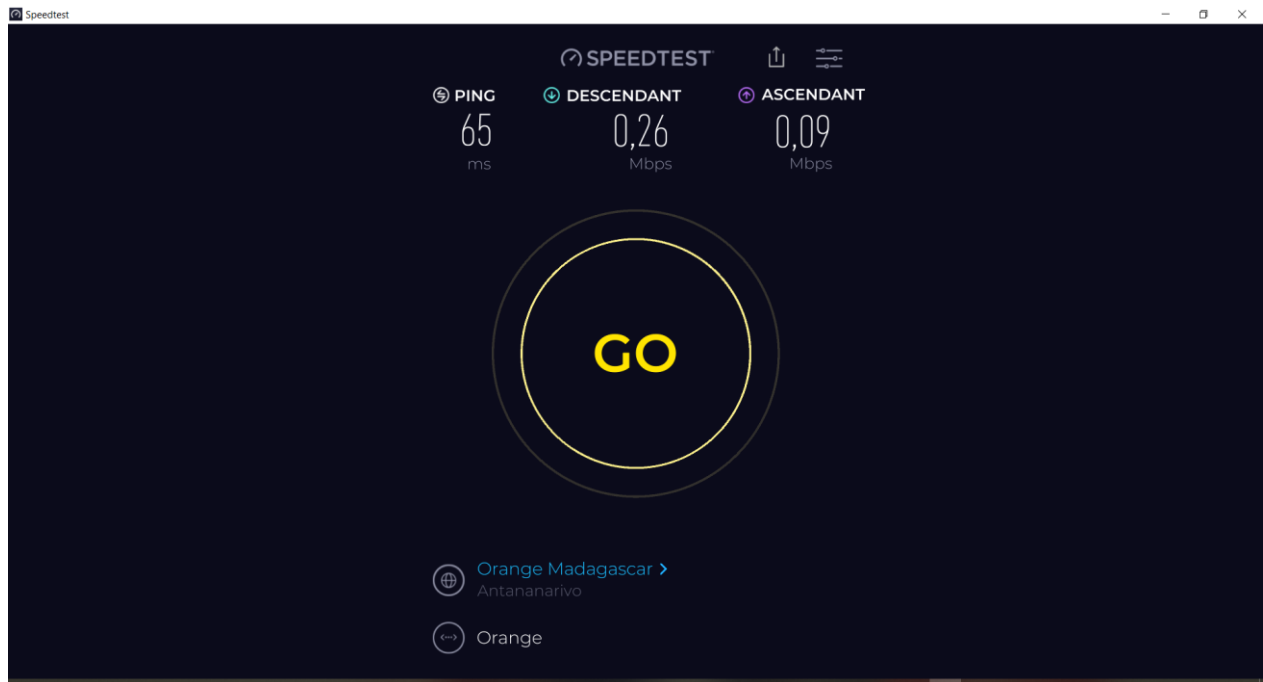 Speedtest
SPEEDTEST
PING DESCENDANT ASCENDANT
65 0,26 0,09
ms Mbps Mbps
GO
Orange Madagascar
Antananarivo
Orange